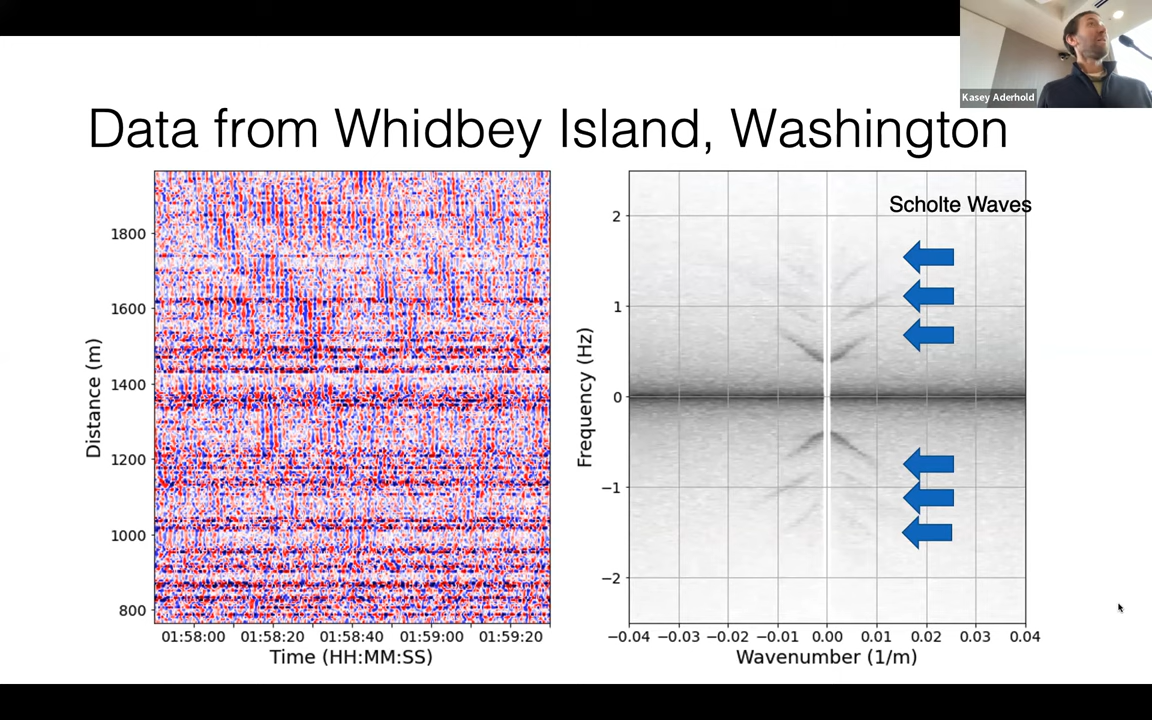 Kasey Aderhold
Data from Whidbey Island, Washington
Distance (m)
1800
1600
1400
1200
1000
800
01:58:00 01:58:20 01:58:40 01:59:00 01:59:20
Time (HH:MM:SS)
Scholte Waves
Frequency (Hz)
2
1
0
−1
−2
−0.04 −0.03 −0.02 −0.01 0.00 0.01 0.02 0.03 0.04
Wavenumber (1/m)